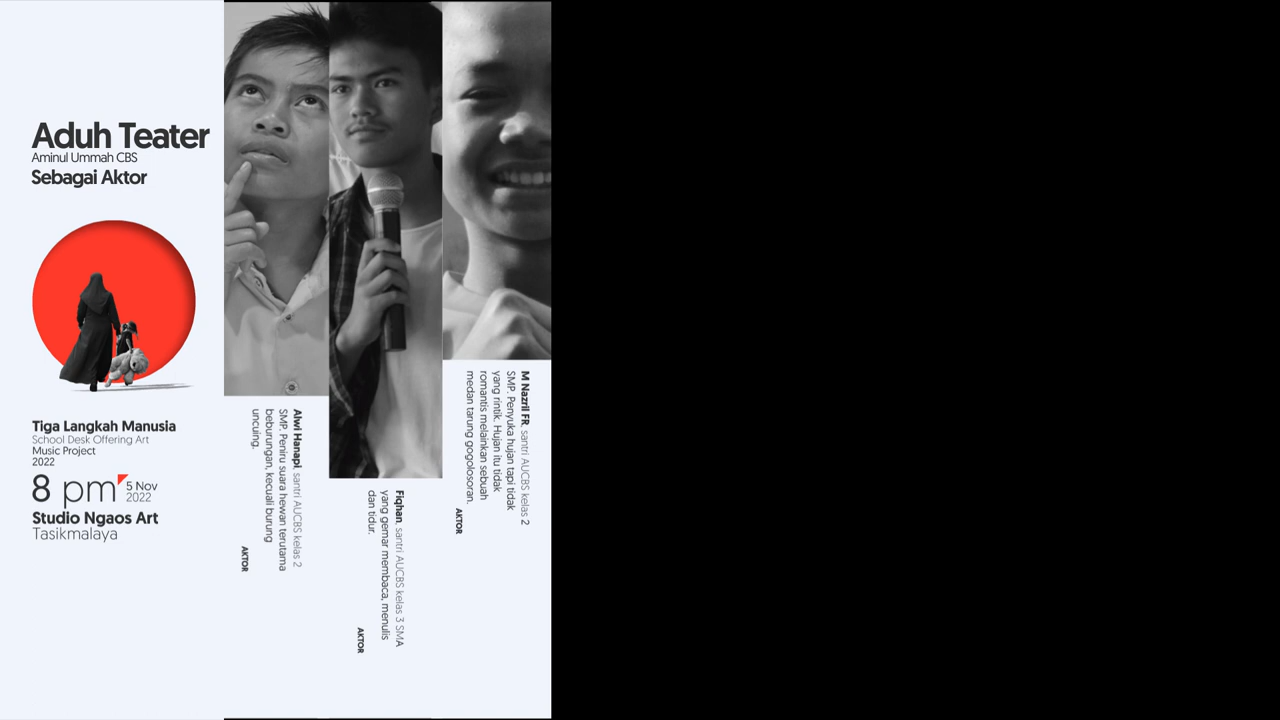 Aduh Teater
Aminul Ummah CBS
Sebagai Aktor
Tiga Langkah Manusia
School Desk Offering Art
Music Project
2022
8 pm
5 Nov
2022
Studio Ngaos Art
Tasikmalaya
Alwi Hanapi, santri AUCBS kelas 2
SMP. Peniru suara hewan terutama
beburungan, kecuali burung
uncuing.
AKTOR
Fiqhan, santri AUCBS kelas 3 SMA
yang gemar membaca, menulis
dan tidur.
AKTOR
M Nazril FR, santri AUCBS kelas 2
SMP. Penyuka hujan tapi tidak
yang rintik. Hujan itu tidak
romantis melainkan sebuah
medan tarung gogolosoran.
AKTOR